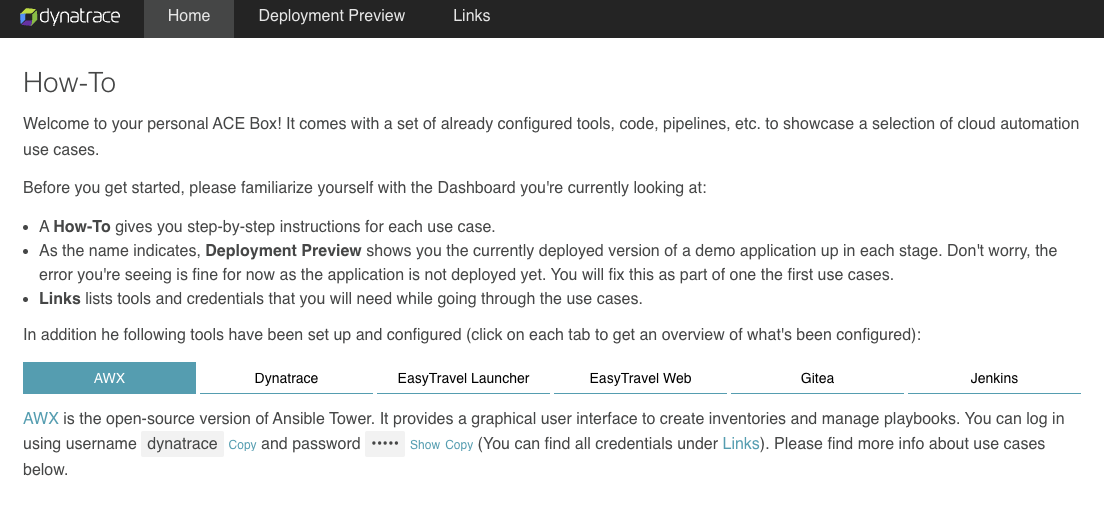 dynatrace Home Deployment Preview Links
How-To
Welcome to your personal ACE Box! It comes with a set of already configured tools, code, pipelines, etc. to showcase a selection of cloud automation
use cases.
Before you get started, please familiarize yourself with the Dashboard you're currently looking at:
• A How-To gives you step-by-step instructions for each use case.
• As the name indicates, Deployment Preview shows you the currently deployed version of a demo application up in each stage. Don't worry, the
error you're seeing is fine for now as the application is not deployed yet. You will fix this as part of one the first use cases.
• Links lists tools and credentials that you will need while going through the use cases.
In addition he following tools have been set up and configured (click on each tab to get an overview of what's been configured):
AWX Dynatrace EasyTravel Launcher EasyTravel Web Gitea Jenkins
AWX is the open-source version of Ansible Tower. It provides a graphical user interface to create inventories and manage playbooks. You can log in
using username dynatrace Copy and password ••••• Show Copy (You can find all credentials under Links). Please find more info about use cases
below.